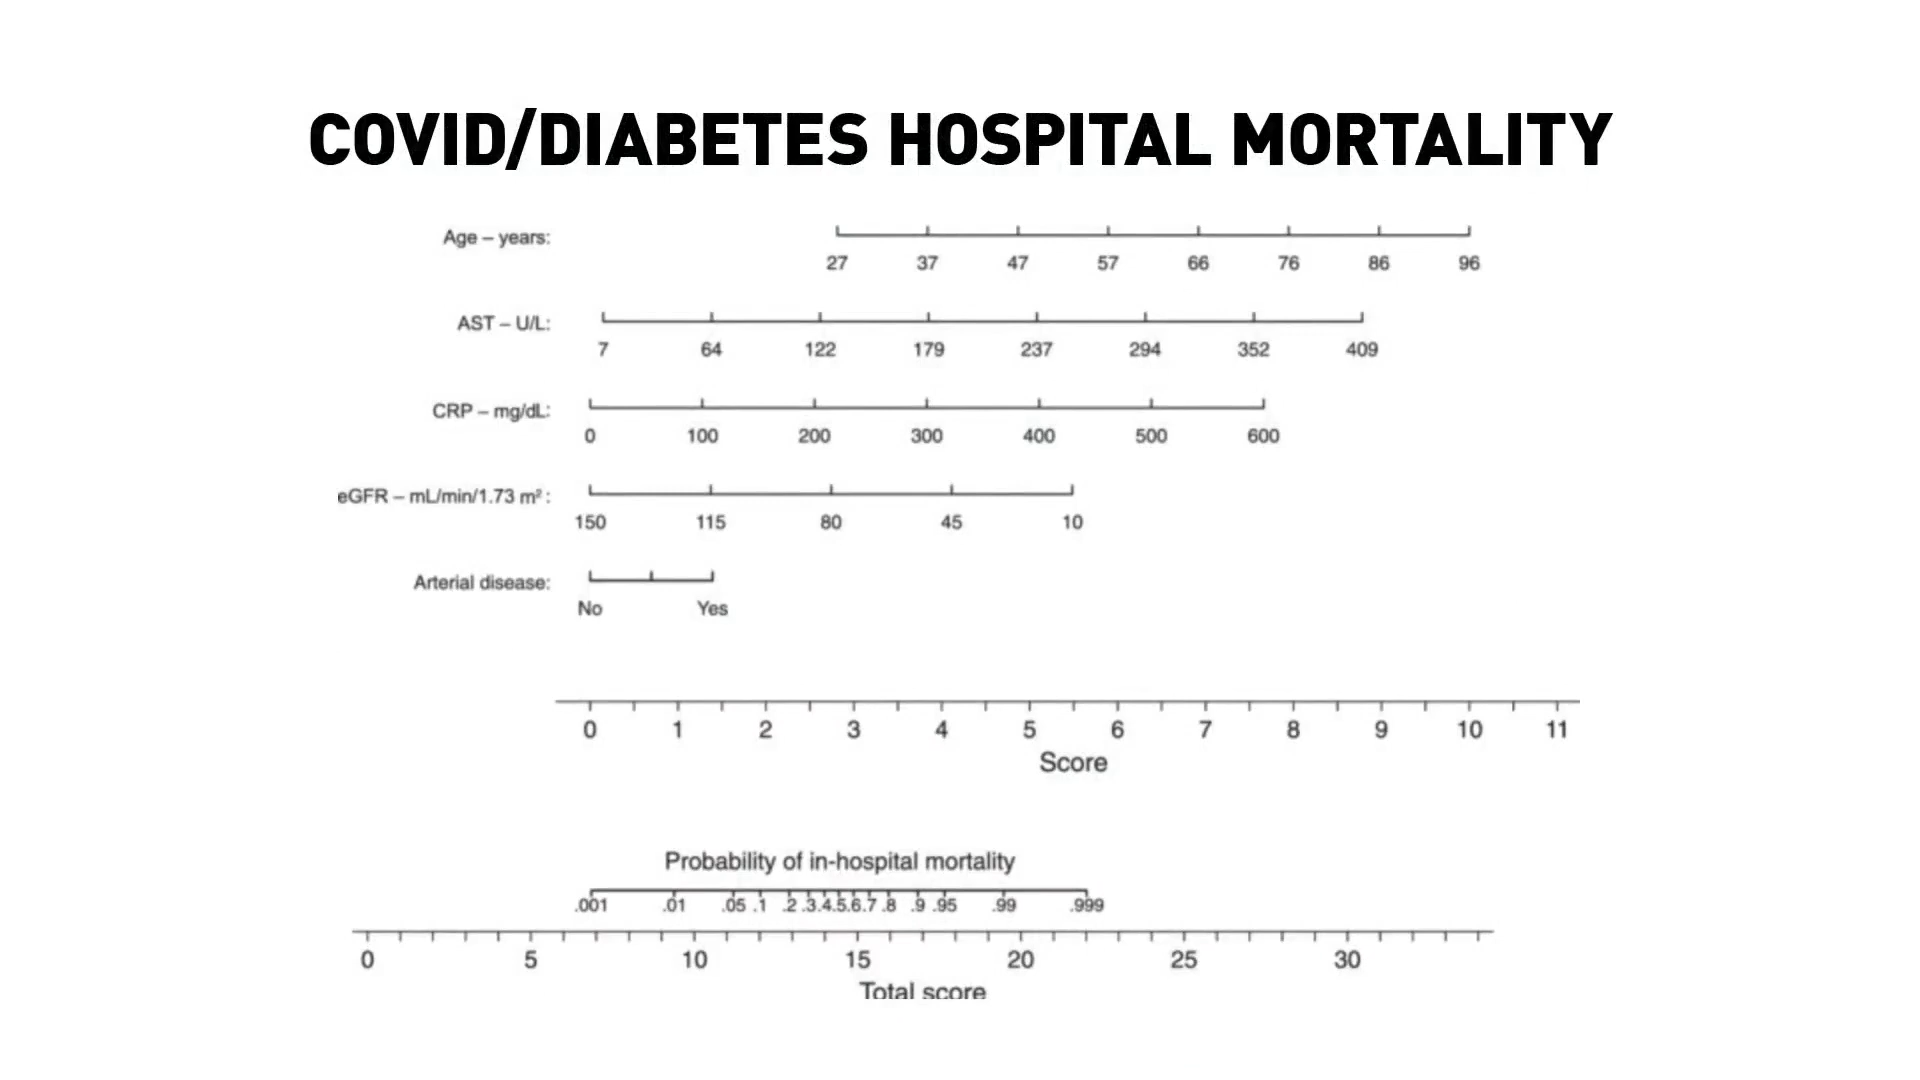 COVID/DIABETES HOSPITAL MORTALITY
Age – years:
27 37 47 57 66 76 86 96
AST – U/L:
7 64 122 179 237 294 352 409
CRP – mg/dL:
0 100 200 300 400 500 600
eGFR – mL/min/1.73 m² :
150 115 80 45 10
Arterial disease:
No Yes
0 1 2 3 4 5 6 7 8 9 10 11
Score
Probability of in-hospital mortality
.001 .01 .05 .1 .2 .3 .4 .5 .6 .7 .8 .9 .95 .99 .999
0 5 10 15 20 25 30
Total score